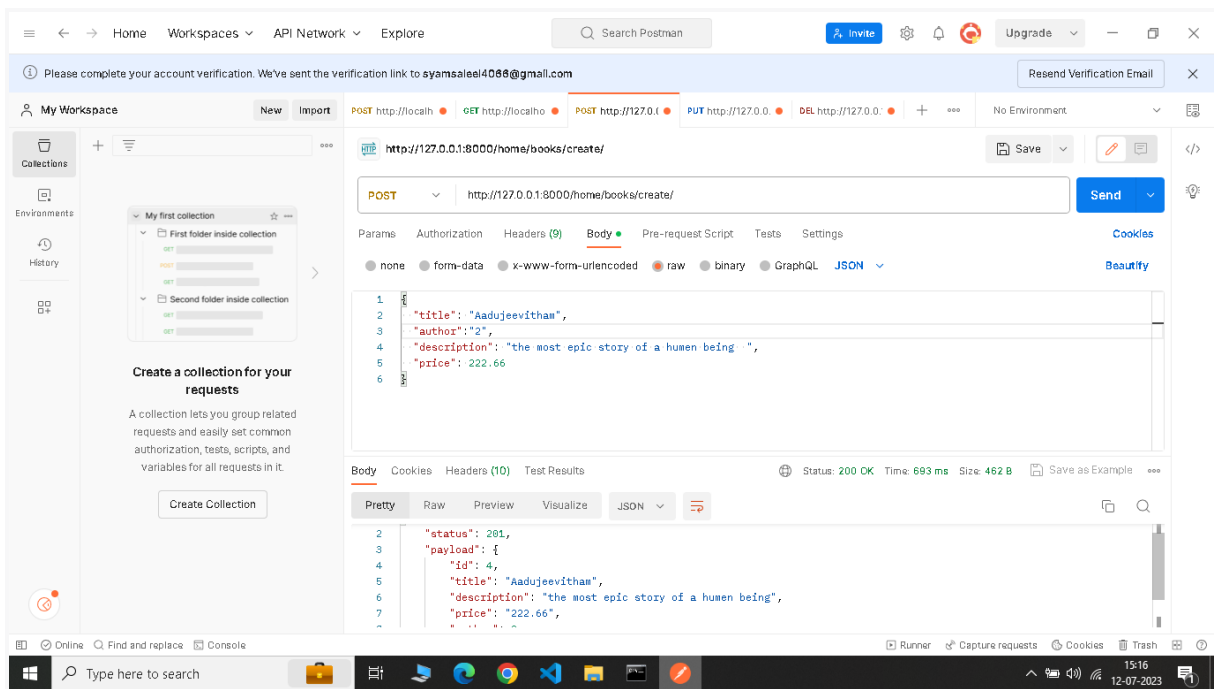 Home Workspaces API Network Explore Search Postman Invite Upgrade
Please complete your account verification. We've sent the verification link to syamsaleel4066@gmail.com Resend Verification Email
My Workspace New Import POST http://localh GET http://localho POST http://127.0.( PUT http://127.0.0. DEL http://127.0.0.' No Environment
Collections
Environments
History
HTTP http://127.0.0.1:8000/home/books/create/ Save
POST http://127.0.0.1:8000/home/books/create/ Send
Params Authorization Headers (9) Body Pre-request Script Tests Settings Cookies
none form-data x-www-form-urlencoded raw binary GraphQL JSON Beautify
My first collection
First folder inside collection
GET
POST
GET
Second folder inside collection
GET
GET
Create a collection for your
requests
A collection lets you group related
requests and easily set common
authorization, tests, scripts, and
variables for all requests in it.
Create Collection
1 {
2 "title": "Aadujeevitham",
3 "author":"2",
4 "description": "the most epic story of a humen being  ",
5 "price": 222.66
6 }
Body Cookies Headers (10) Test Results Status: 200 OK Time: 693 ms Size: 462 B Save as Example
Pretty Raw Preview Visualize JSON
2 "status": 201,
3 "payload": {
4 "id": 4,
5 "title": "Aadujeevitham",
6 "description": "the most epic story of a humen being",
7 "price": "222.66",
Online Find and replace Console Runner Capture requests Cookies Trash
Type here to search 15:16
12-07-2023 1